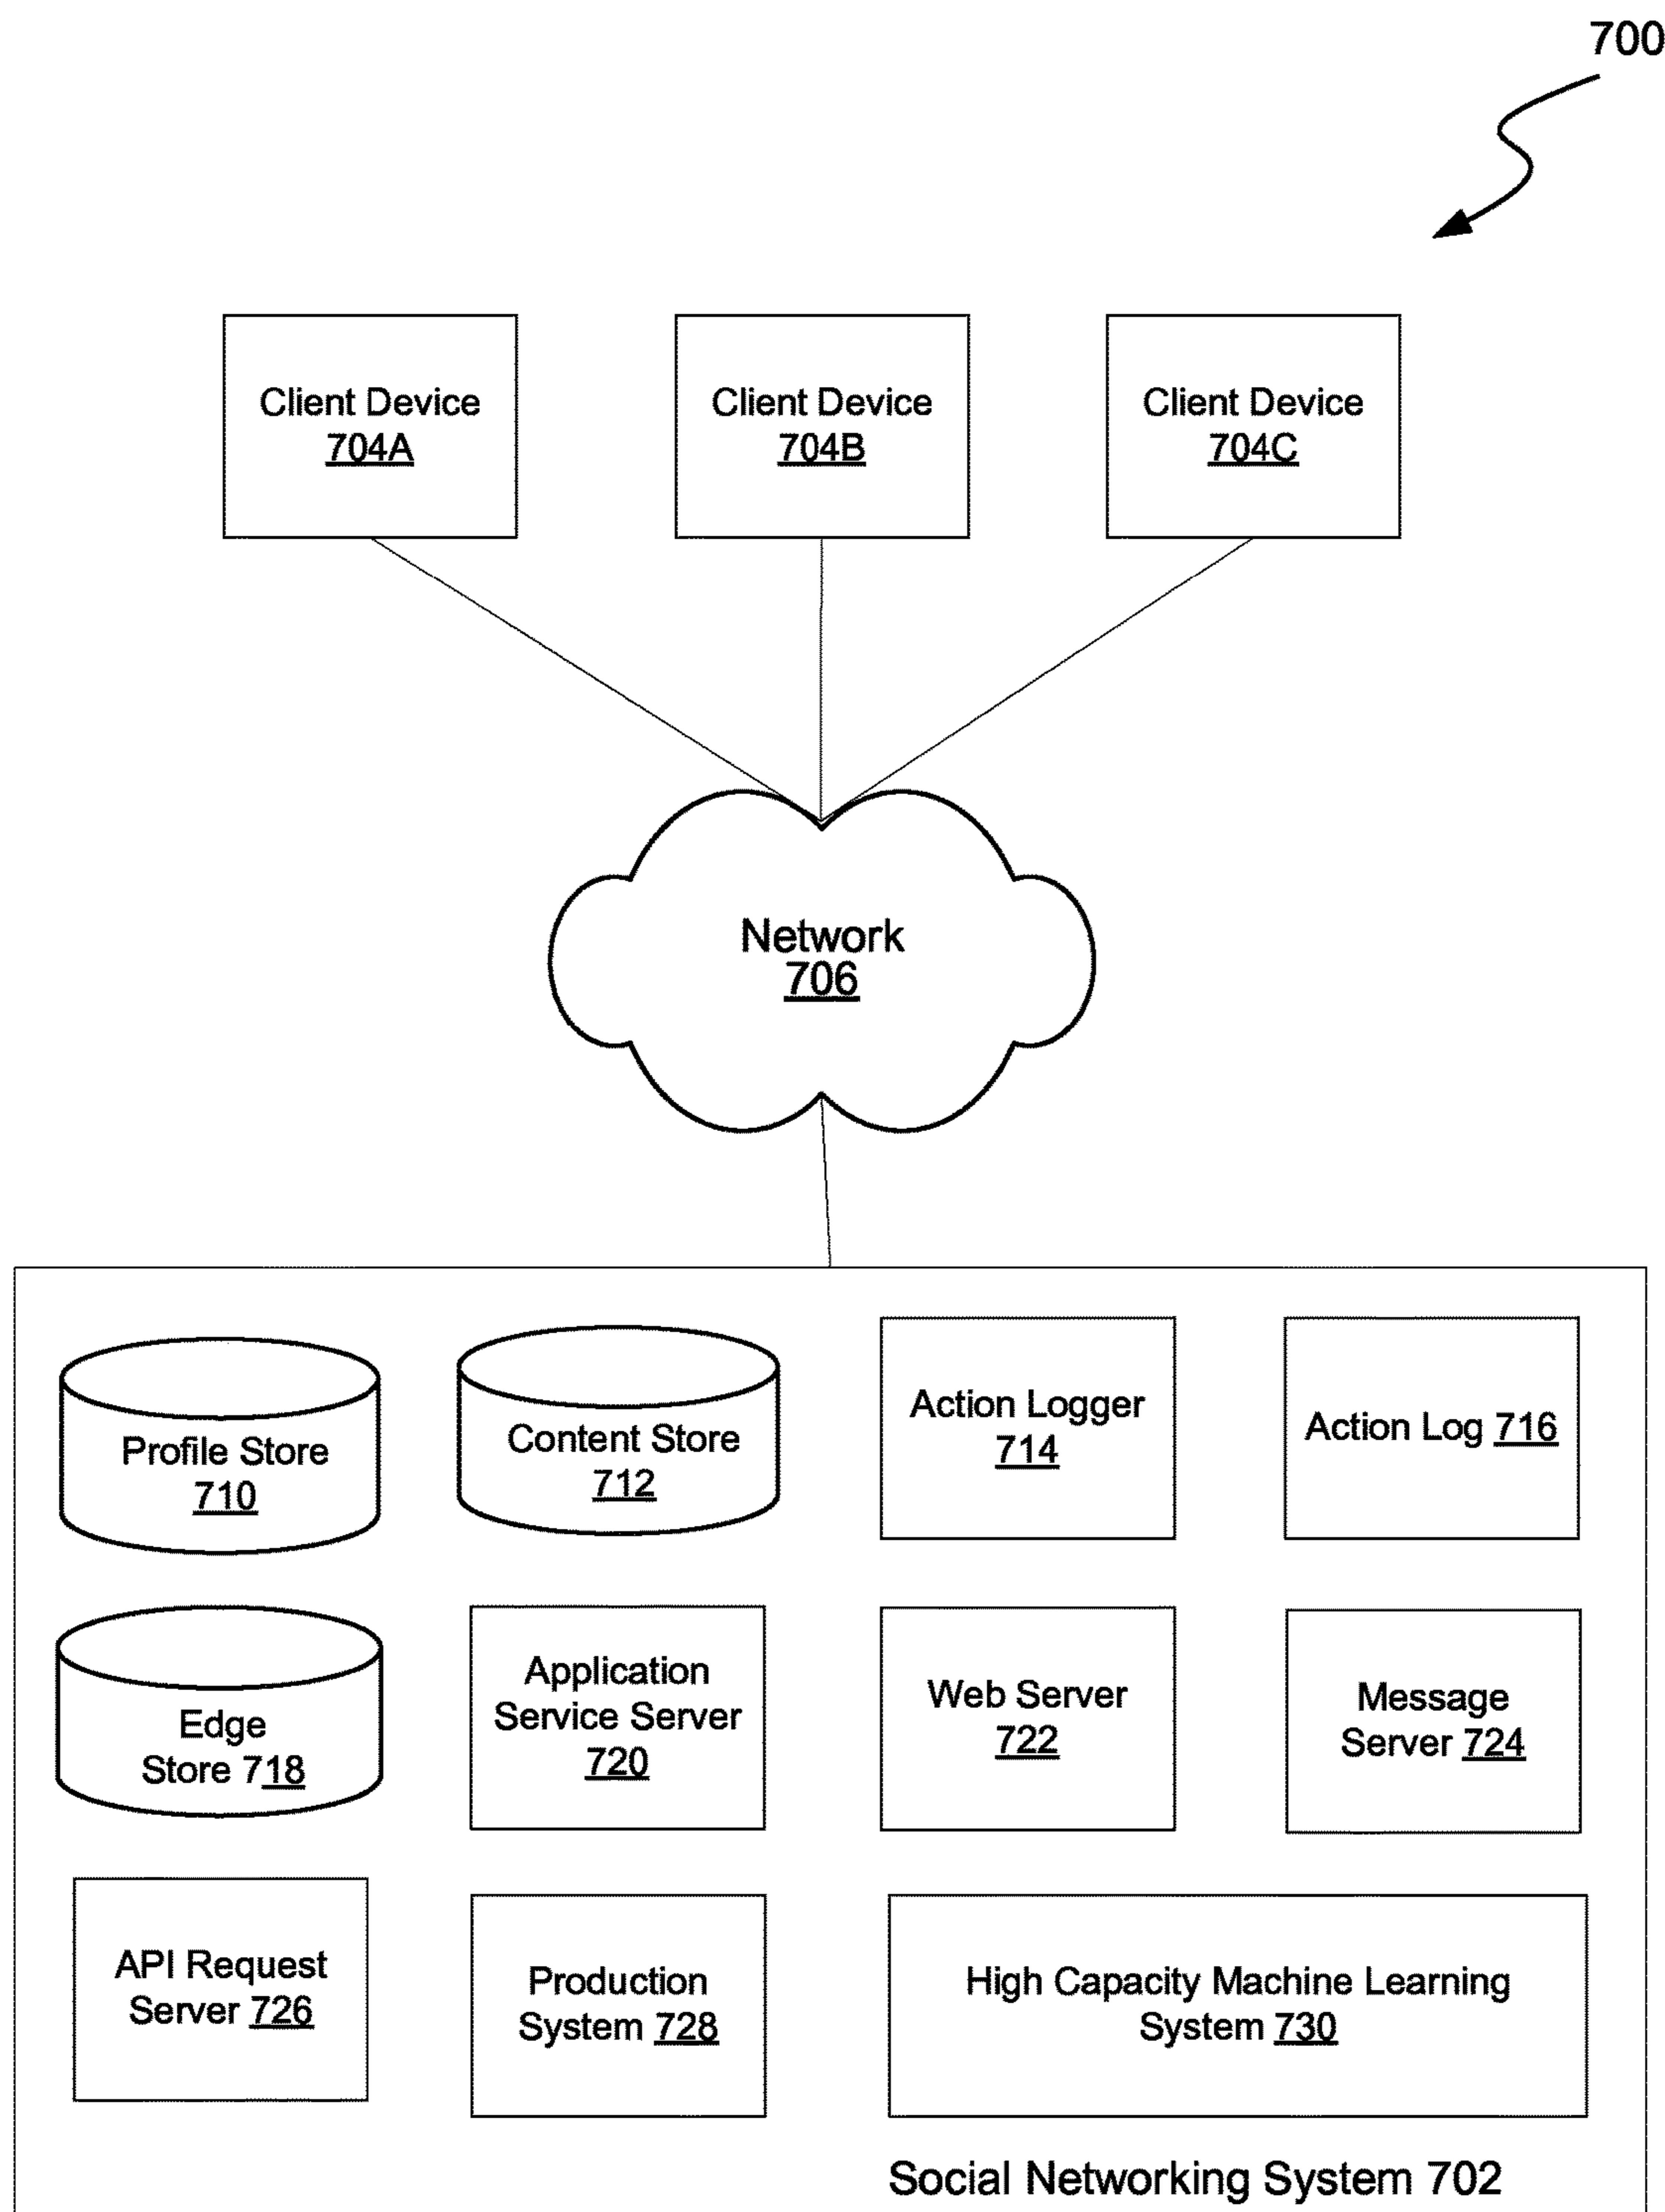 700
Client Device
704A
Client Device
704B
Client Device
704C
Network
706
Profile Store
710
Content Store
712
Action Logger
714
Action Log 716
Edge
Store 718
Application
Service Server
720
Web Server
722
Message
Server 724
API Request
Server 726
Production
System 728
High Capacity Machine Learning
System 730
Social Networking System 702